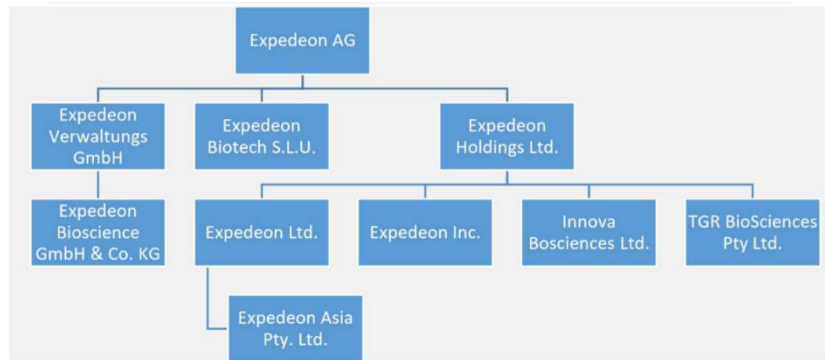 Expedeon AG
Expedeon
Verwaltungs
GmbH
Expedeon
Biotech S.L.U.
Expedeon
Holdings Ltd.
Expedeon
Bioscience
GmbH & Co. KG
Expedeon Ltd.
Expedeon Inc.
Innova
Bosciences Ltd.
TGR BioSciences
Pty Ltd.
Expedeon Asia
Pty. Ltd.